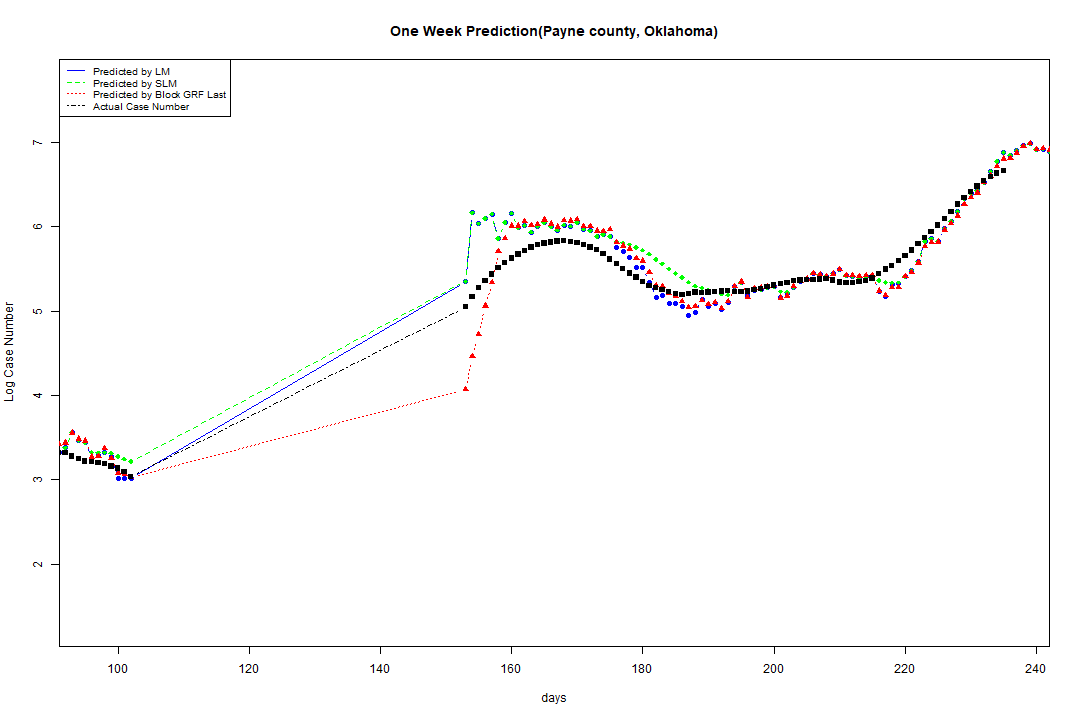 One Week Prediction(Payne county, Oklahoma)
Predicted by LM
Predicted by SLM
Predicted by Block GRF Last
Actual Case Number
7
6
5
4
3
2
Log Case Number
100 120 140 160 180 200 220 240
days